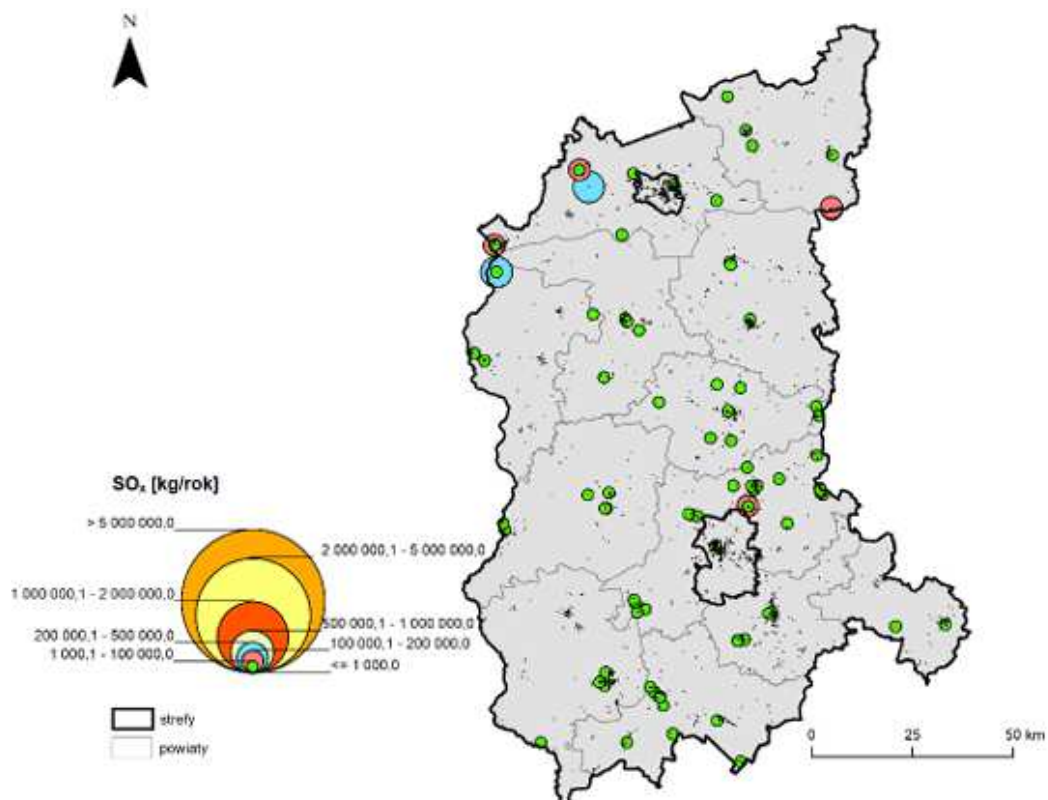 N
SOₓ [kg/rok]
> 5 000 000,0
2 000 000,1 - 5 000 000,0
1 000 000,1 - 2 000 000,0
500 000,1 - 1 000 000,0
200 000,1 - 500 000,0
100 000,1 - 200 000,0
1 000,1 - 100 000,0
<= 1 000,0
strefy
powiaty
0 25 50 km